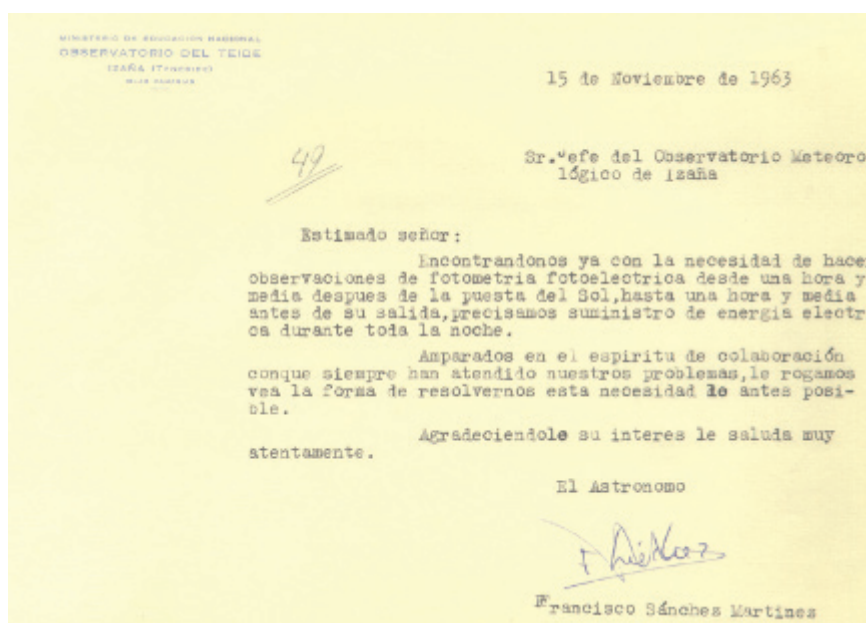 MINISTERIO DE EDUCACION NACIONAL
OBSERVATORIO DEL TEIDE
IZAÑA (TENERIFE)
ISLAS CANARIAS
15 de Noviembre de 1963
49
Sr. Jefe del Observatorio Meteoro
lógico de Izaña
Estimado señor:
Encontrandonos ya con la necesidad de hace
observaciones de fotometria fotoelectrica desde una hora y
media despues de la puesta del Sol,hasta una hora y media
antes de su salida,precisamos suministro de energia electr
ca durante toda la noche.
Amparados en el espiritu de colaboración
conque siempre han atendido nuestros problemas,le rogamos
vea la forma de resolvernos esta necesidad lo antes posi-
ble.
Agradeciendole su interes le saluda muy
atentamente.
El Astronomo
Francisco Sánches Martines